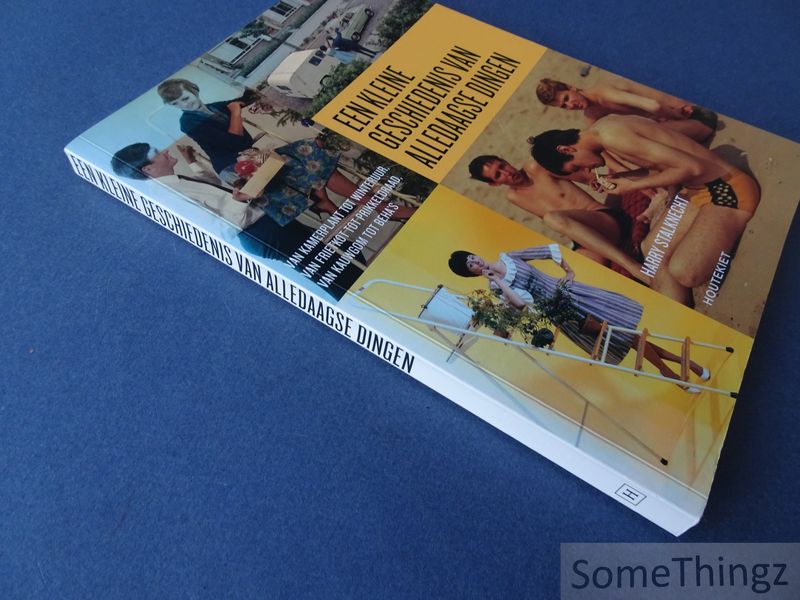 EEN KLEINE
GESCHIEDENIS VAN
ALLEDAAGSE DINGEN
VAN KAMERPLANT TOT WINTERUUR,
VAN FRIETKOT TOT PRIKKELDRAAD,
VAN KAUWGOM TOT BEHA'S
HARRY STALKNECHT
HOUTEKIET
EEN KLEINE GESCHIEDENIS VAN ALLEDAAGSE DINGEN
H
SomeThingz